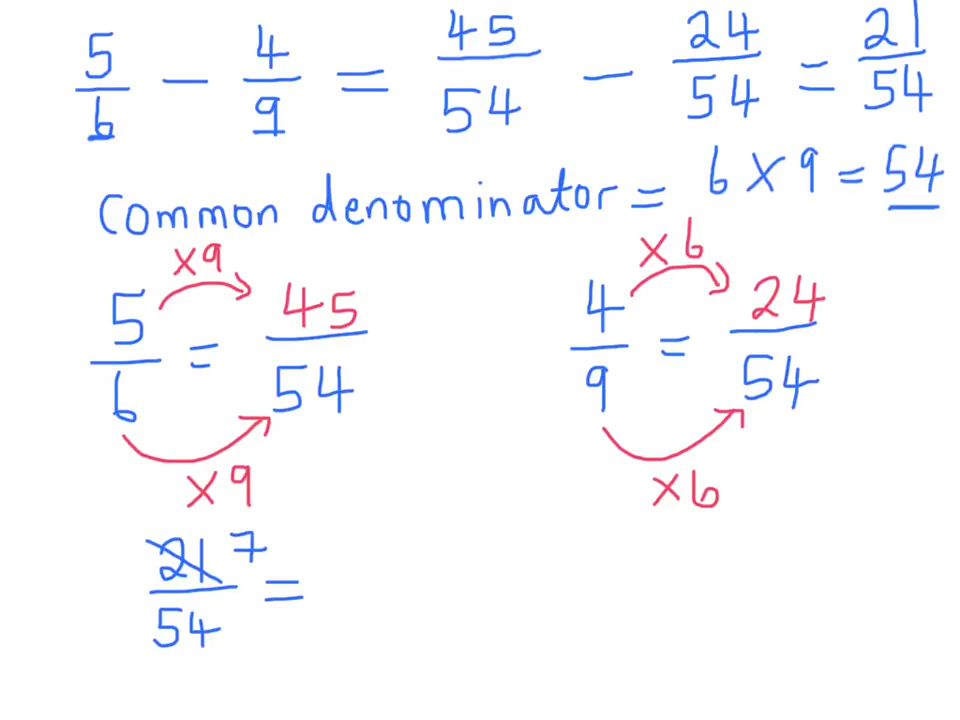 5/6 − 4/9 = 45/54 − 24/54 = 21/54
common denominator = 6 × 9 = 54
×9 ×6
5/6 = 45/54 4/9 = 24/54
×9 ×6
21/54 7 =